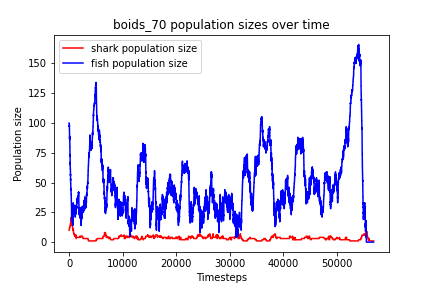 boids_70 population sizes over time
shark population size
fish population size
Population size
150
125
100
75
50
25
0
0 10000 20000 30000 40000 50000
Timesteps